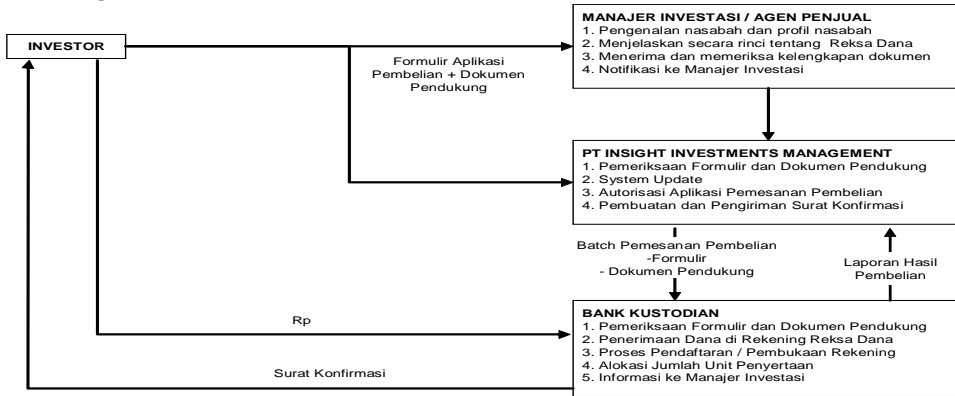 MANAJER INVESTASI / AGEN PENJUAL
1. Pengenalan nasabah dan profil nasabah
2. Menjelaskan secara rinci tentang Reksa Dana
3. Menerima dan memeriksa kelengkapan dokumen
4. Notifikasi ke Manajer Investasi
INVESTOR
Formulir Aplikasi
Pembelian + Dokumen
Pendukung
PT INSIGHT INVESTMENTS MANAGEMENT
1. Pemeriksaan Formulir dan Dokumen Pendukung
2. System Update
3. Autorisasi Aplikasi Pemesanan Pembelian
4. Pembuatan dan Pengiriman Surat Konfirmasi
Batch Pemesanan Pembelian
-Formulir
- Dokumen Pendukung
Laporan Hasil
Pembelian
Rp
BANK KUSTODIAN
1. Pemeriksaan Formulir dan Dokumen Pendukung
2. Penerimaan Dana di Rekening Reksa Dana
3. Proses Pendaftaran / Pembukaan Rekening
4. Alokasi Jumlah Unit Penyertaan
5. Informasi ke Manajer Investasi
Surat Konfirmasi